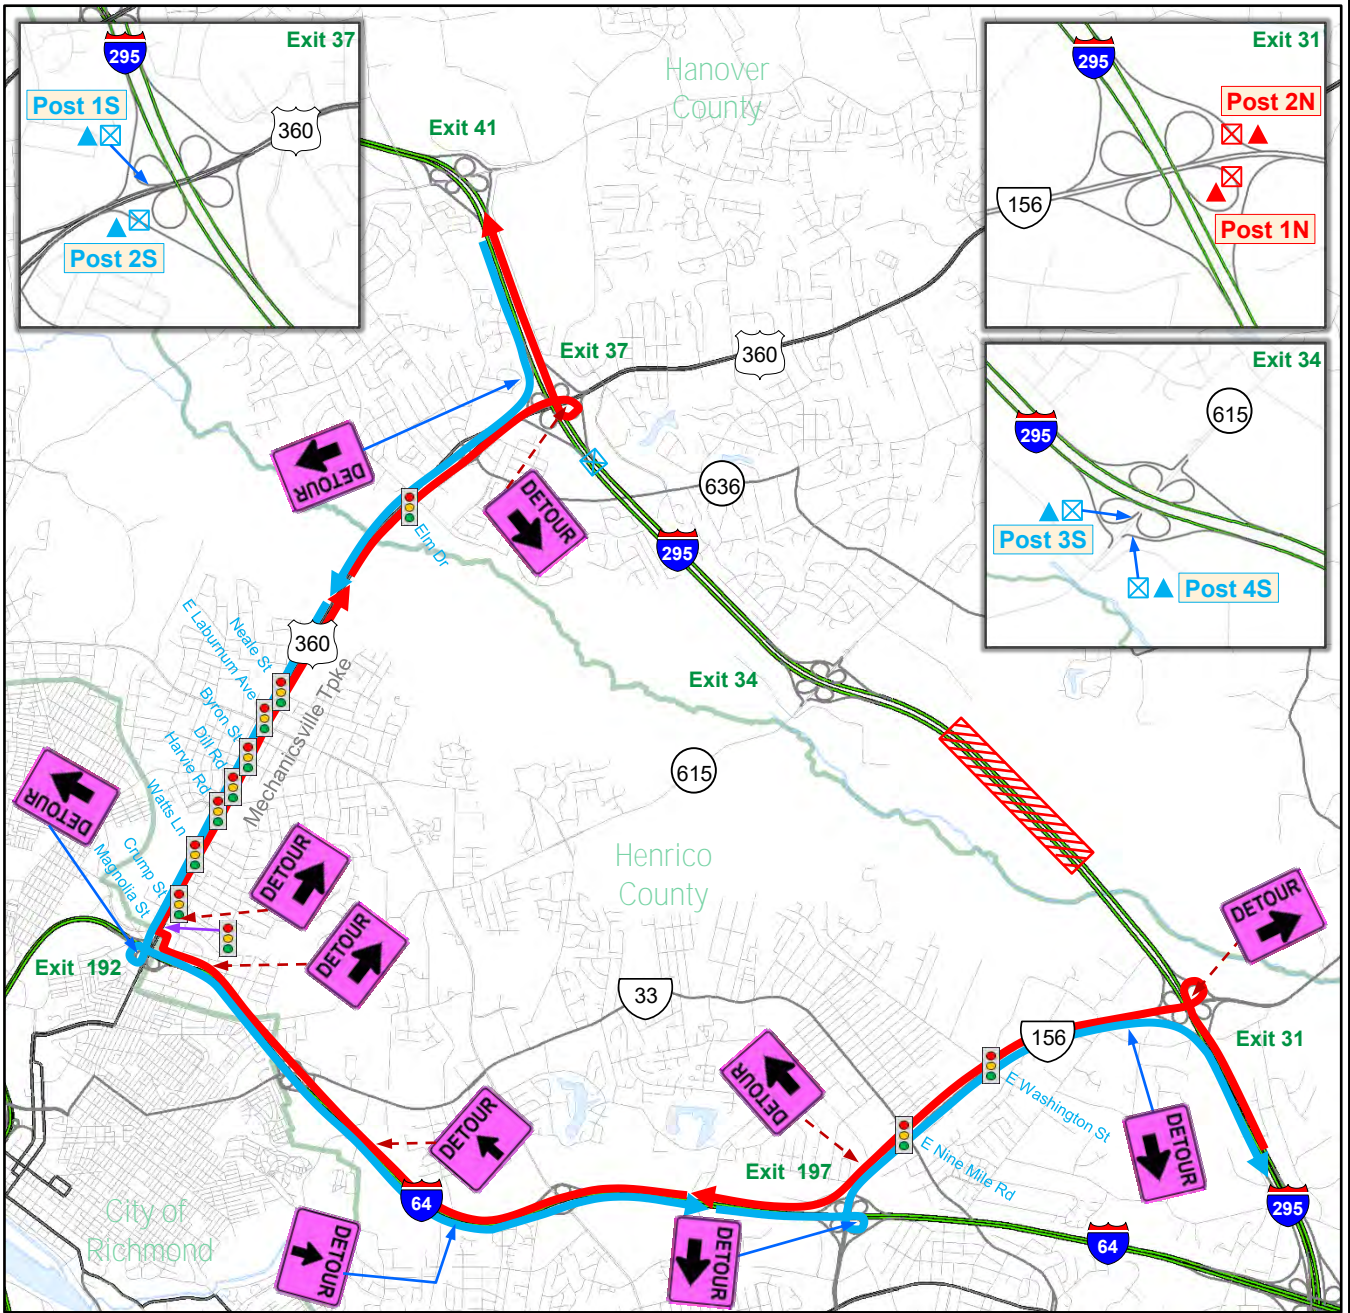 Exit 37
295
Post 1S
360
Post 2S
Exit 31
295
Post 2N
156
Post 1N
Exit 34
615
295
Post 3S
Post 4S
Hanover
County
Exit 41
Exit 37
360
DETOUR
DETOUR
636
Elm Dr
295
Neale St
E Laburnum Ave
360
Byron St
Dill Rd
Harvie Rd
Mechanicsville Tpke
Exit 34
615
DETOUR
Watts Ln
Crump St
Magnolia St
DETOUR
Henrico
County
DETOUR
DETOUR
Exit 192
33
156
Exit 31
DETOUR
E Washington St
DETOUR
DETOUR
E Nine Mile Rd
Exit 197
64
295
City of
Richmond
DETOUR
DETOUR
64